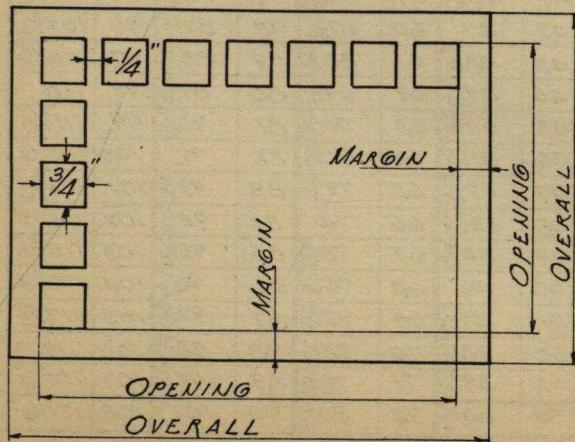 1/4"
3/4"
MARGIN
MARGIN
OPENING
OVERALL
OPENING
OVERALL